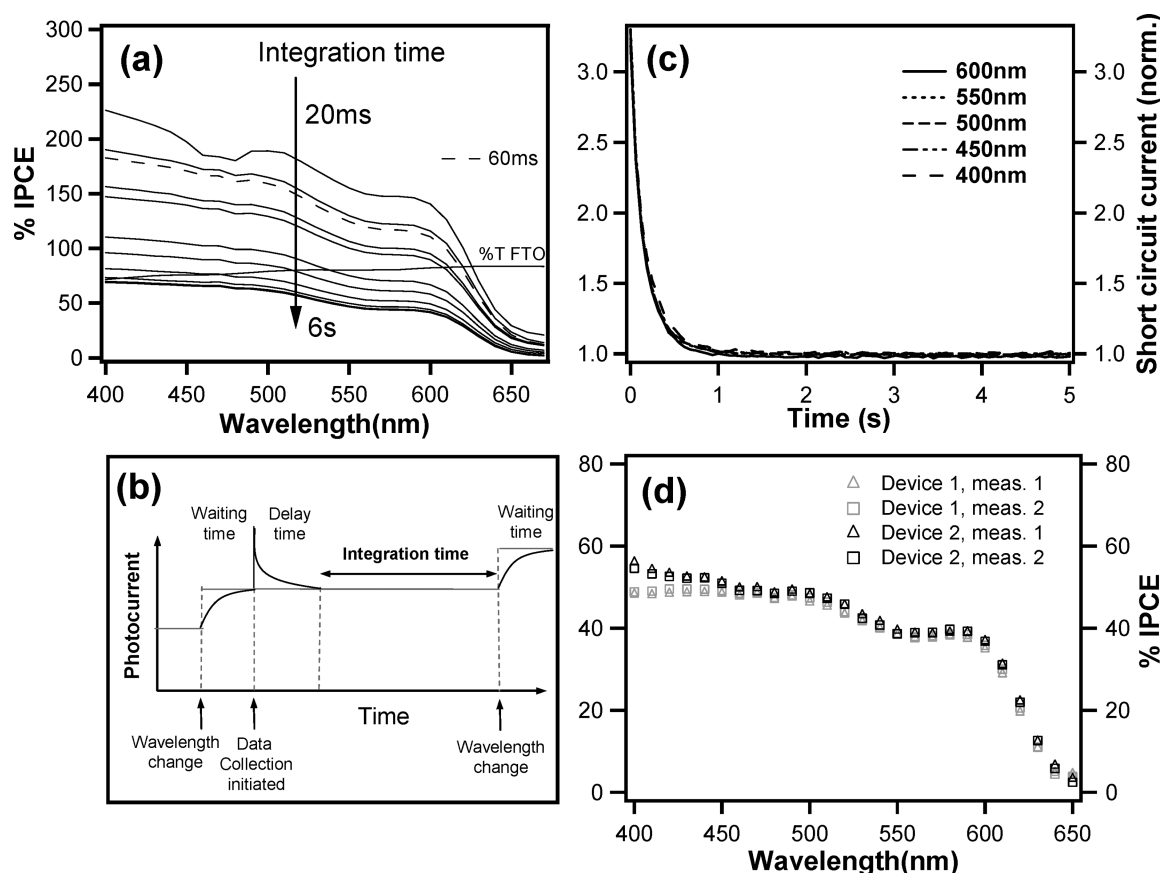 (a)
Integration time
20ms
60ms
%T FTO
6s
300
250
200
150
100
50
0
% IPCE
400
450
500
550
600
650
Wavelength(nm)
(c)
600nm
550nm
500nm
450nm
400nm
3.0
2.5
2.0
1.5
1.0
3.0
2.5
2.0
1.5
1.0
Short circuit current (norm.)
0
1
2
3
4
5
Time (s)
(b)
Waiting
time
Delay
time
Integration time
Waiting
time
Photocurrent
Time
Wavelength
change
Data
Collection
initiated
Wavelength
change
(d)
Device 1, meas. 1
Device 1, meas. 2
Device 2, meas. 1
Device 2, meas. 2
80
60
40
20
0
80
60
40
20
0
% IPCE
400
450
500
550
600
650
Wavelength(nm)